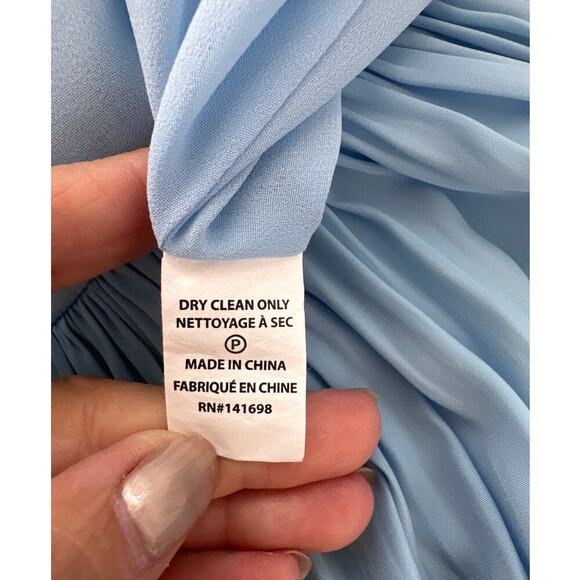 DRY CLEAN ONLY
NETTOYAGE À SEC
P
MADE IN CHINA
FABRIQUÉ EN CHINE
RN#141698